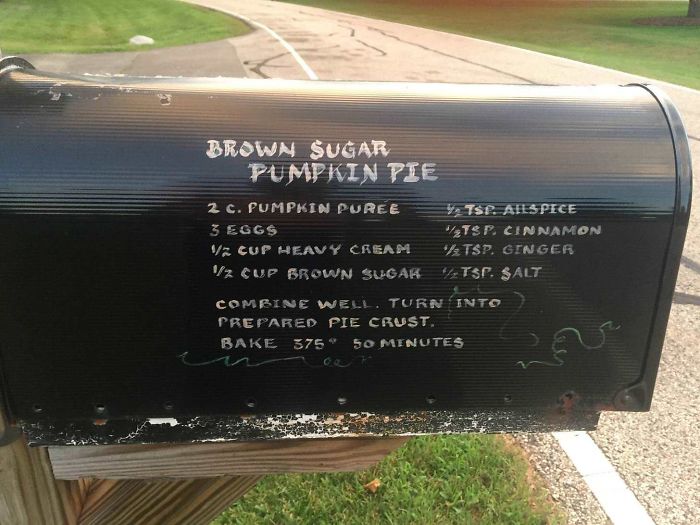 BROWN SUGAR
PUMPKIN PIE
2 C. PUMPKIN PUREE
3 EGGS
1/2 CUP HEAVY CREAM
1/2 CUP BROWN SUGAR
1/2 TSP. ALLSPICE
1/2 TSP. CINNAMON
1/2 TSP. GINGER
1/2 TSP. SALT
COMBINE WELL. TURN INTO
PREPARED PIE CRUST.
BAKE 375° 50 MINUTES